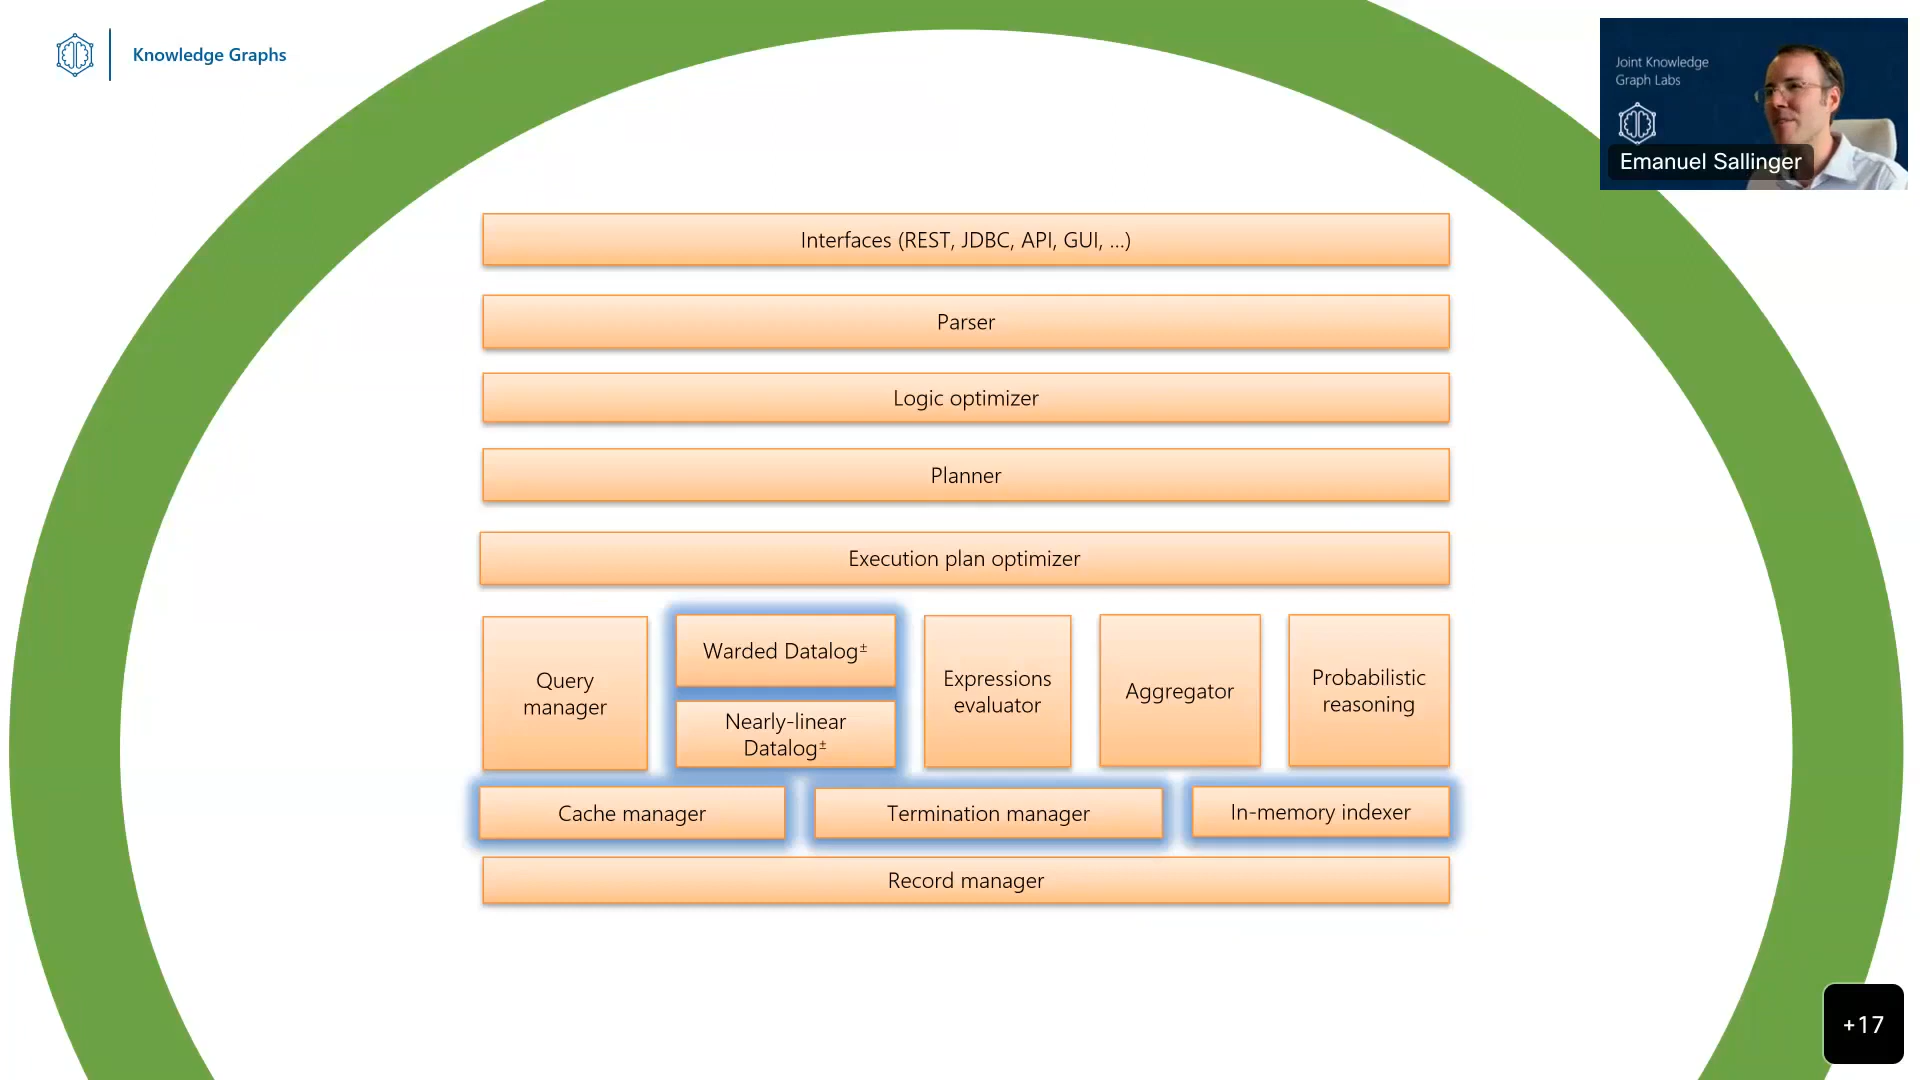 Knowledge Graphs
Joint Knowledge
Graph Labs
Emanuel Sallinger
Interfaces (REST, JDBC, API, GUI, ...)
Parser
Logic optimizer
Planner
Execution plan optimizer
Query
manager
Warded Datalog±
Nearly-linear
Datalog±
Expressions
evaluator
Aggregator
Probabilistic
reasoning
Cache manager
Termination manager
In-memory indexer
Record manager
+17